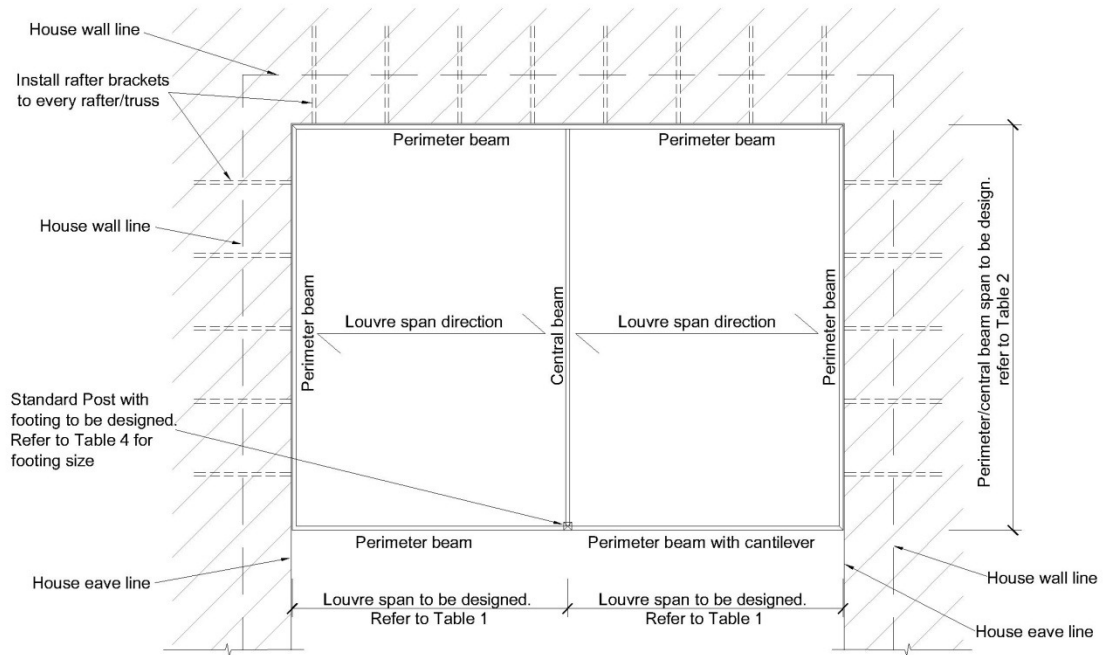 House wall line
Install rafter brackets
to every rafter/truss
Perimeter beam
Perimeter beam
House wall line
Perimeter beam
Louvre span direction
Central beam
Louvre span direction
Perimeter beam
Perimeter/central beam span to be design.
refer to Table 2
Standard Post with
footing to be designed.
Refer to Table 4 for
footing size
Perimeter beam
Perimeter beam with cantilever
House eave line
Louvre span to be designed.
Refer to Table 1
Louvre span to be designed.
Refer to Table 1
House wall line
House eave line